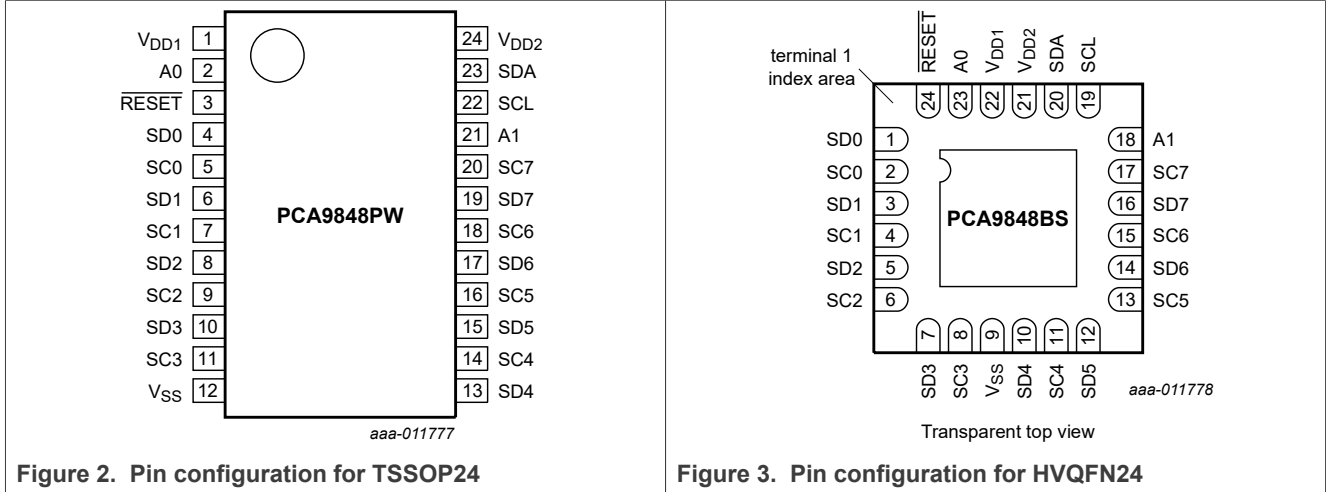 VDD1 1
A0 2
RESET 3
SD0 4
SC0 5
SD1 6
SC1 7
SD2 8
SC2 9
SD3 10
SC3 11
VSS 12
PCA9848PW
24 VDD2
23 SDA
22 SCL
21 A1
20 SC7
19 SD7
18 SC6
17 SD6
16 SC5
15 SD5
14 SC4
13 SD4
aaa-011777
Figure 2. Pin configuration for TSSOP24
terminal 1
index area
RESET
A0
VDD1
VDD2
SDA
SCL
24
23
22
21
20
19
SD0 1
SC0 2
SD1 3
SC1 4
SD2 5
SC2 6
PCA9848BS
18 A1
17 SC7
16 SD7
15 SC6
14 SD6
13 SC5
7
8
9
10
11
12
SD3
SC3
VSS
SD4
SC4
SD5
aaa-011778
Transparent top view
Figure 3. Pin configuration for HVQFN24